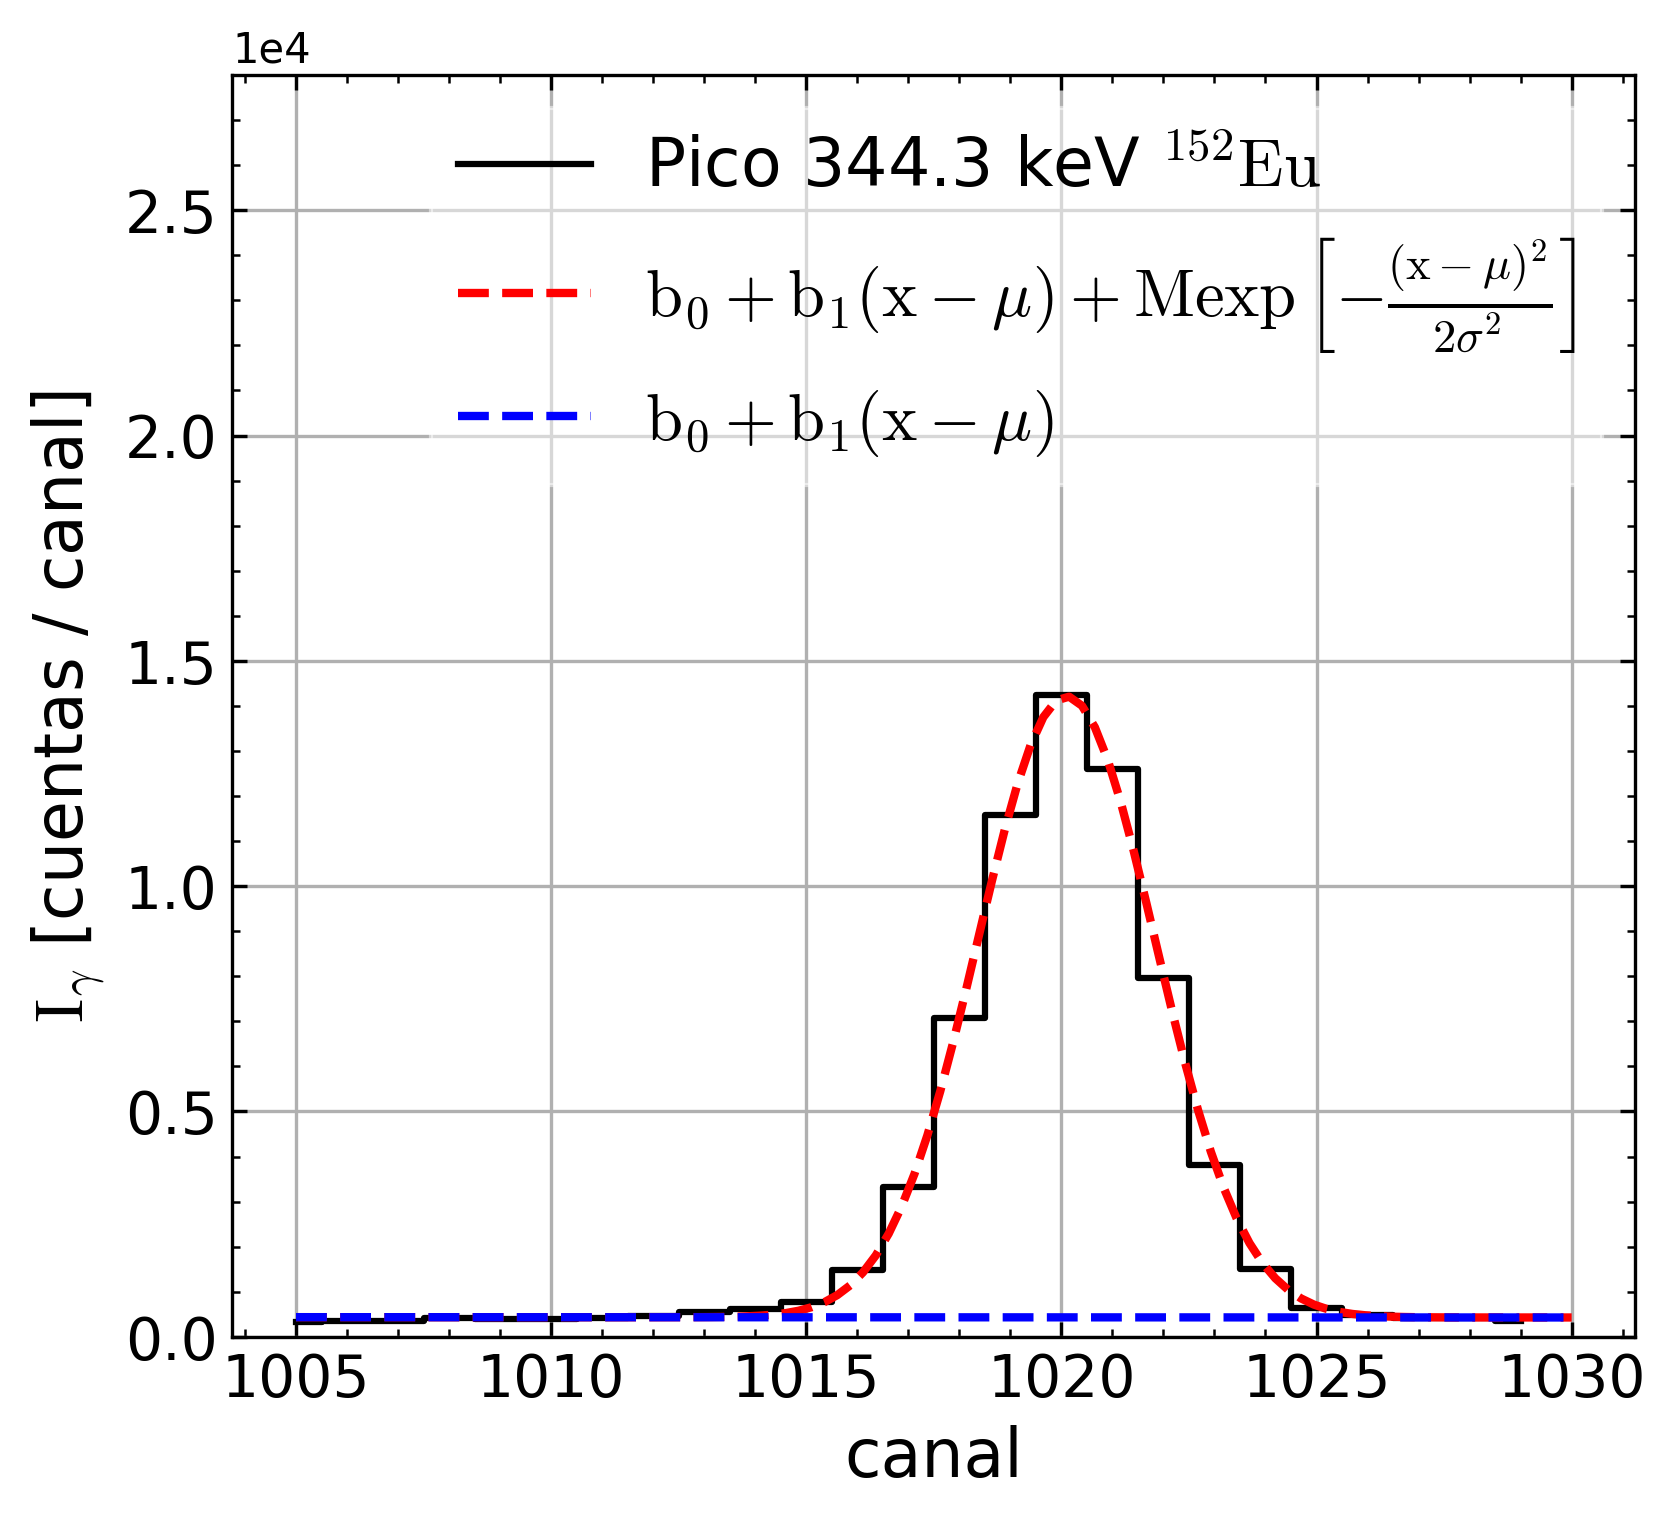 1e4
Pico 344.3 keV ¹⁵²Eu
b₀ + b₁(x − μ) + Mexp [−(x − μ)²/2σ²]
b₀ + b₁(x − μ)
I_γ [cuentas / canal]
2.5
2.0
1.5
1.0
0.5
0.0
1005 1010 1015 1020 1025 1030
canal